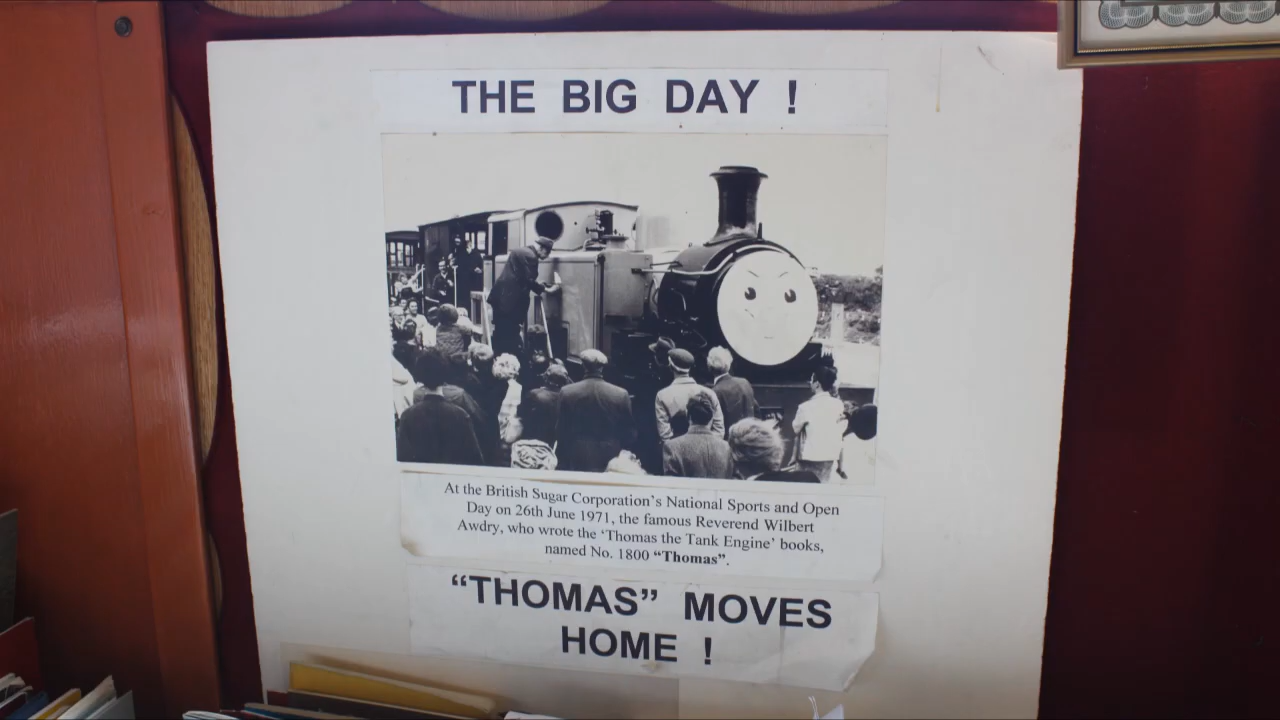 THE BIG DAY !
At the British Sugar Corporation's National Sports and Open
Day on 26th June 1971, the famous Reverend Wilbert
Awdry, who wrote the 'Thomas the Tank Engine' books,
named No. 1800 “Thomas”.
“THOMAS” MOVES
HOME !